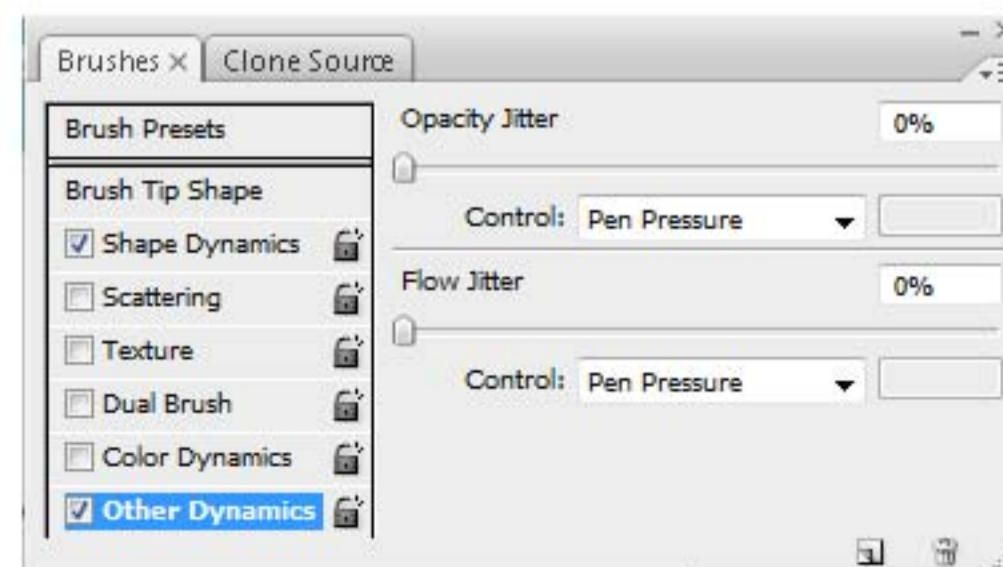 Brushes × Clone Source
Brush Presets
Brush Tip Shape
Shape Dynamics
Scattering
Texture
Dual Brush
Color Dynamics
Other Dynamics
Opacity Jitter 0%
Control: Pen Pressure
Flow Jitter 0%
Control: Pen Pressure